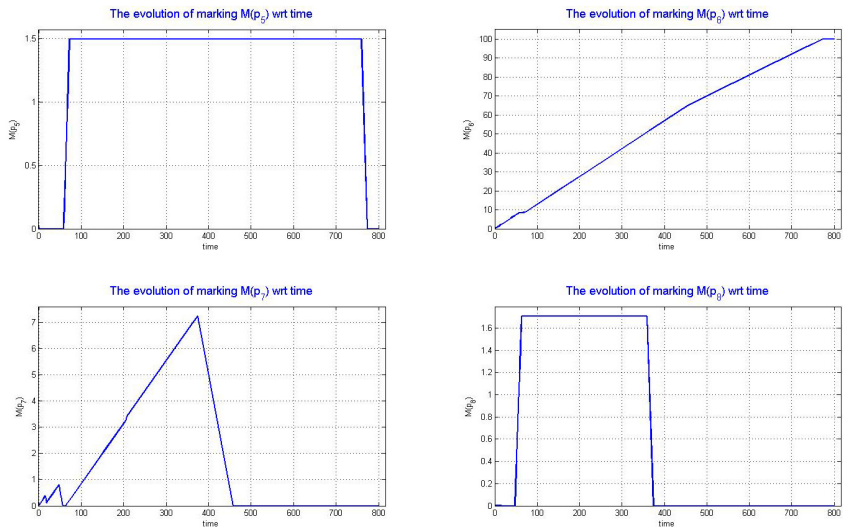 The evolution of marking M(p5) wrt time
1.5
1
0.5
0
M(p5)
0 100 200 300 400 500 600 700 800
time
The evolution of marking M(p6) wrt time
100
90
80
70
60
50
40
30
20
10
0
M(p6)
0 100 200 300 400 500 600 700 800
time
The evolution of marking M(p7) wrt time
7
6
5
4
3
2
1
0
M(p7)
0 100 200 300 400 500 600 700 800
time
The evolution of marking M(p8) wrt time
1.6
1.4
1.2
1
0.8
0.6
0.4
0.2
0
M(p8)
0 100 200 300 400 500 600 700 800
time